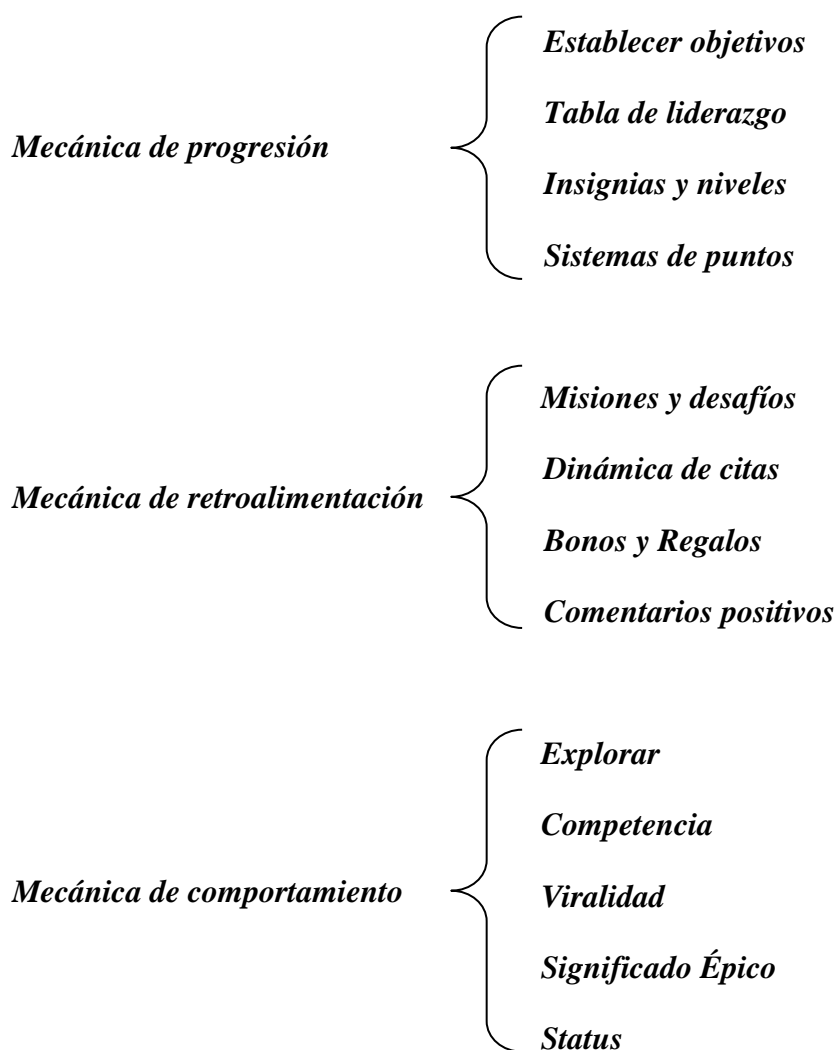 Mecánica de progresión
Establecer objetivos
Tabla de liderazgo
Insignias y niveles
Sistemas de puntos
Mecánica de retroalimentación
Misiones y desafíos
Dinámica de citas
Bonos y Regalos
Comentarios positivos
Mecánica de comportamiento
Explorar
Competencia
Viralidad
Significado Épico
Status